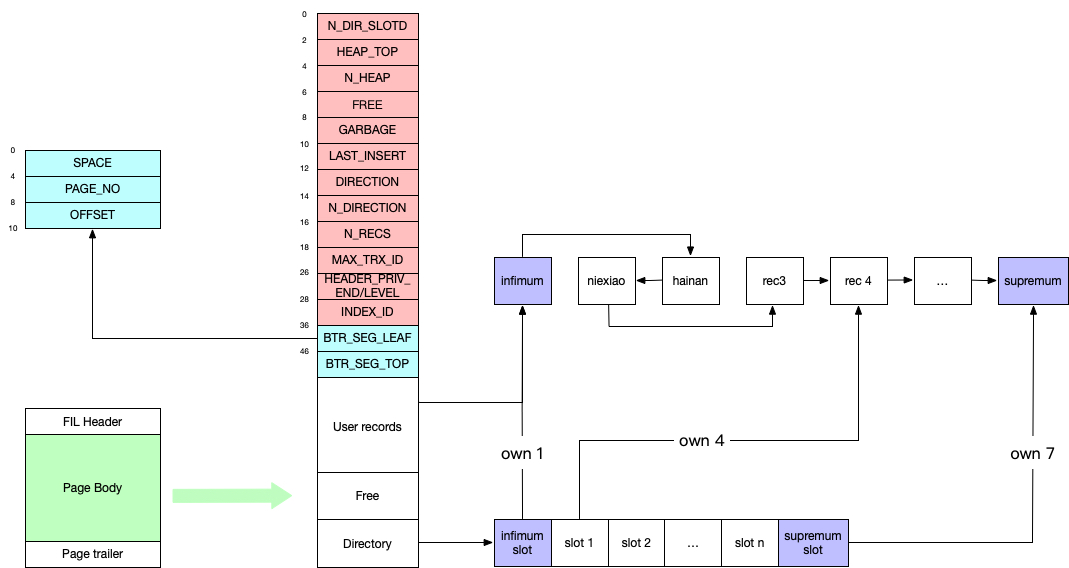 0
N_DIR_SLOTD
2
HEAP_TOP
4
N_HEAP
6
FREE
8
GARBAGE
10
LAST_INSERT
12
DIRECTION
14
N_DIRECTION
16
N_RECS
18
MAX_TRX_ID
26
HEADER_PRIV_
END/LEVEL
28
INDEX_ID
36
BTR_SEG_LEAF
46
BTR_SEG_TOP
User records
Free
Directory
0
SPACE
4
PAGE_NO
8
OFFSET
10
FIL Header
Page Body
Page trailer
infimum
niexiao
hainan
rec3
rec 4
...
supremum
own 1
own 4
own 7
infimum
slot
slot 1
slot 2
...
slot n
supremum
slot